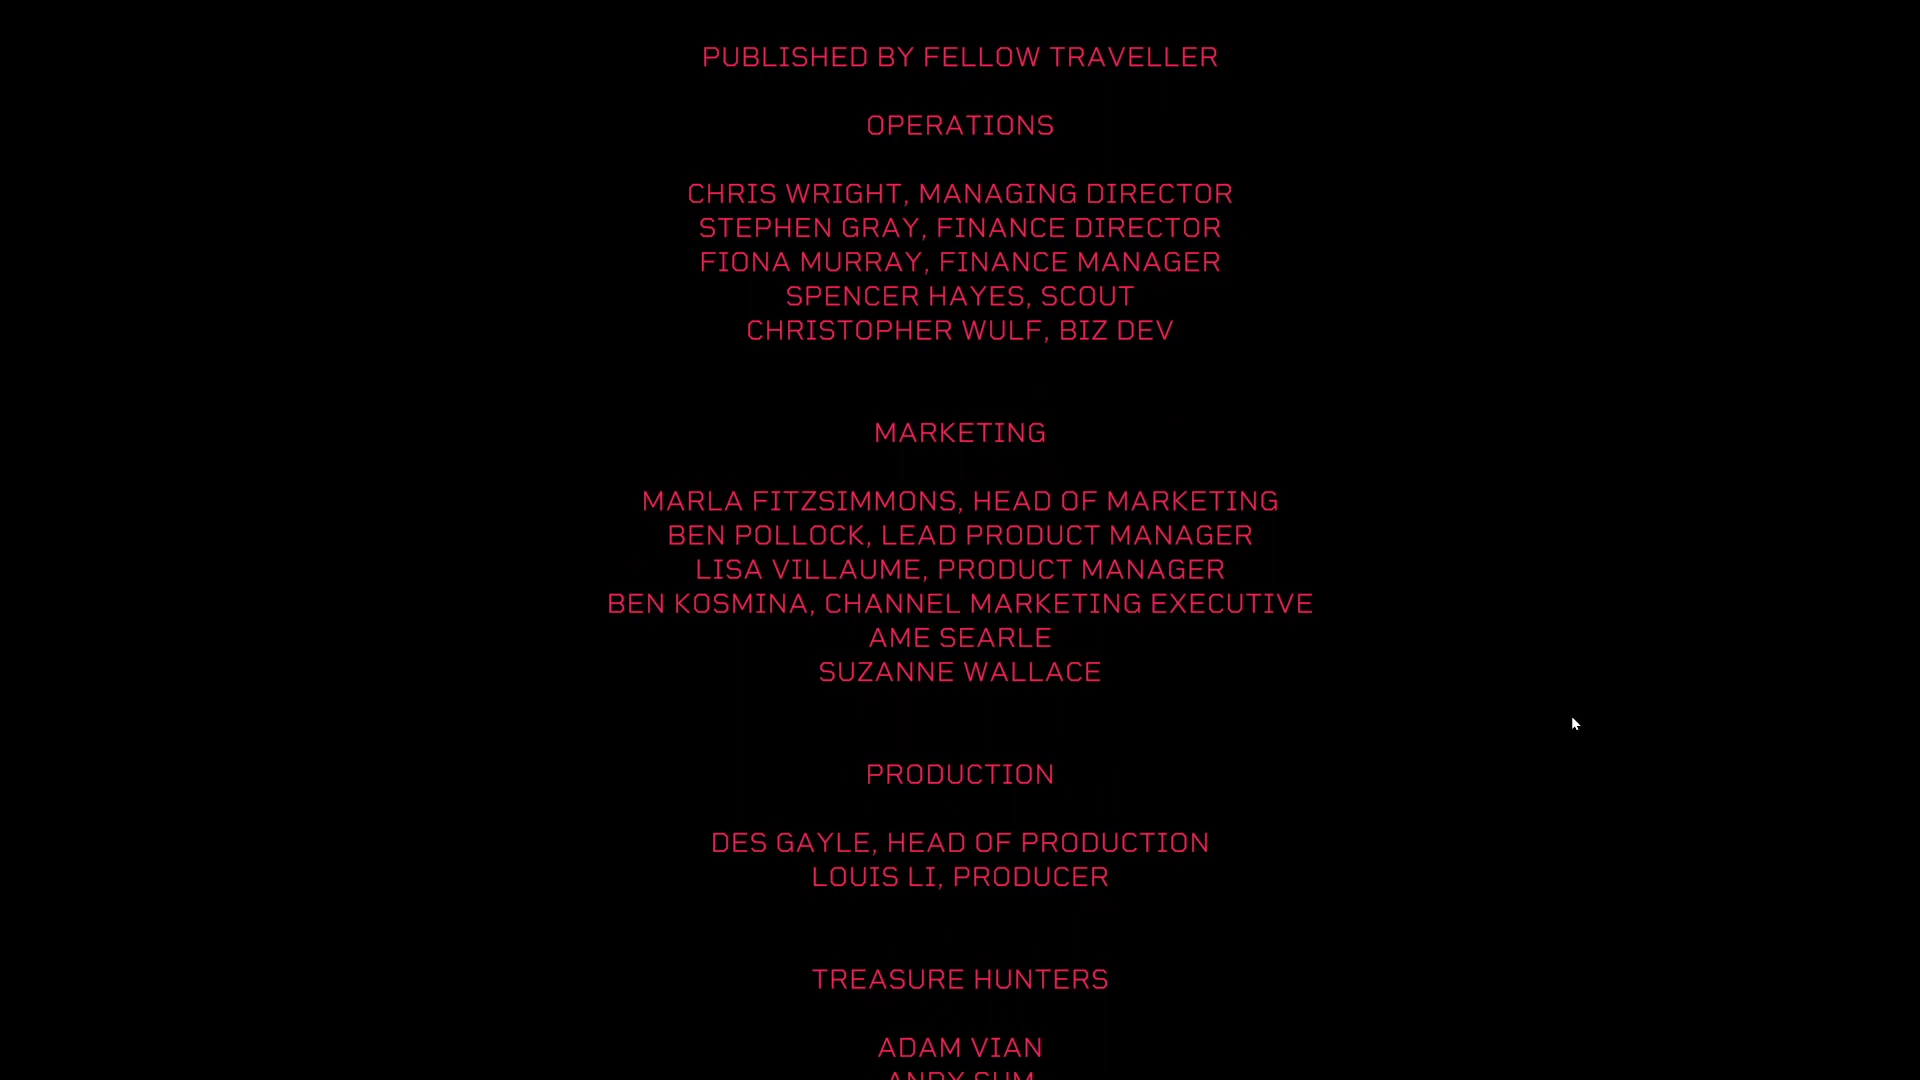 PUBLISHED BY FELLOW TRAVELLER
OPERATIONS
CHRIS WRIGHT, MANAGING DIRECTOR
STEPHEN GRAY, FINANCE DIRECTOR
FIONA MURRAY, FINANCE MANAGER
SPENCER HAYES, SCOUT
CHRISTOPHER WULF, BIZ DEV
MARKETING
MARLA FITZSIMMONS, HEAD OF MARKETING
BEN POLLOCK, LEAD PRODUCT MANAGER
LISA VILLAUME, PRODUCT MANAGER
BEN KOSMINA, CHANNEL MARKETING EXECUTIVE
AME SEARLE
SUZANNE WALLACE
PRODUCTION
DES GAYLE, HEAD OF PRODUCTION
LOUIS LI, PRODUCER
TREASURE HUNTERS
ADAM VIAN
ANDY SUM